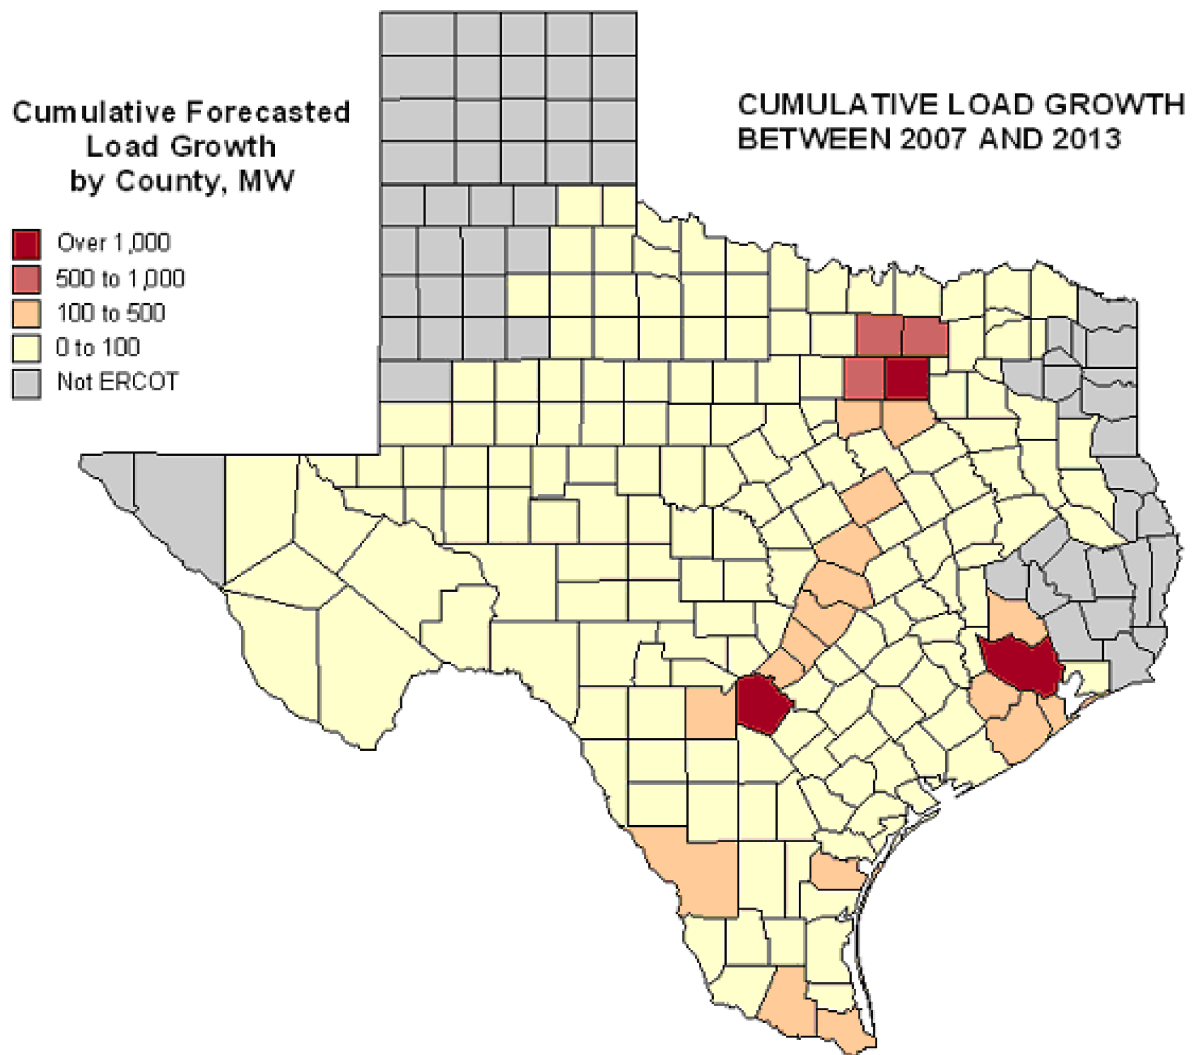 Cumulative Forecasted
Load Growth
by County, MW
Over 1,000
500 to 1,000
100 to 500
0 to 100
Not ERCOT
CUMULATIVE LOAD GROWTH
BETWEEN 2007 AND 2013